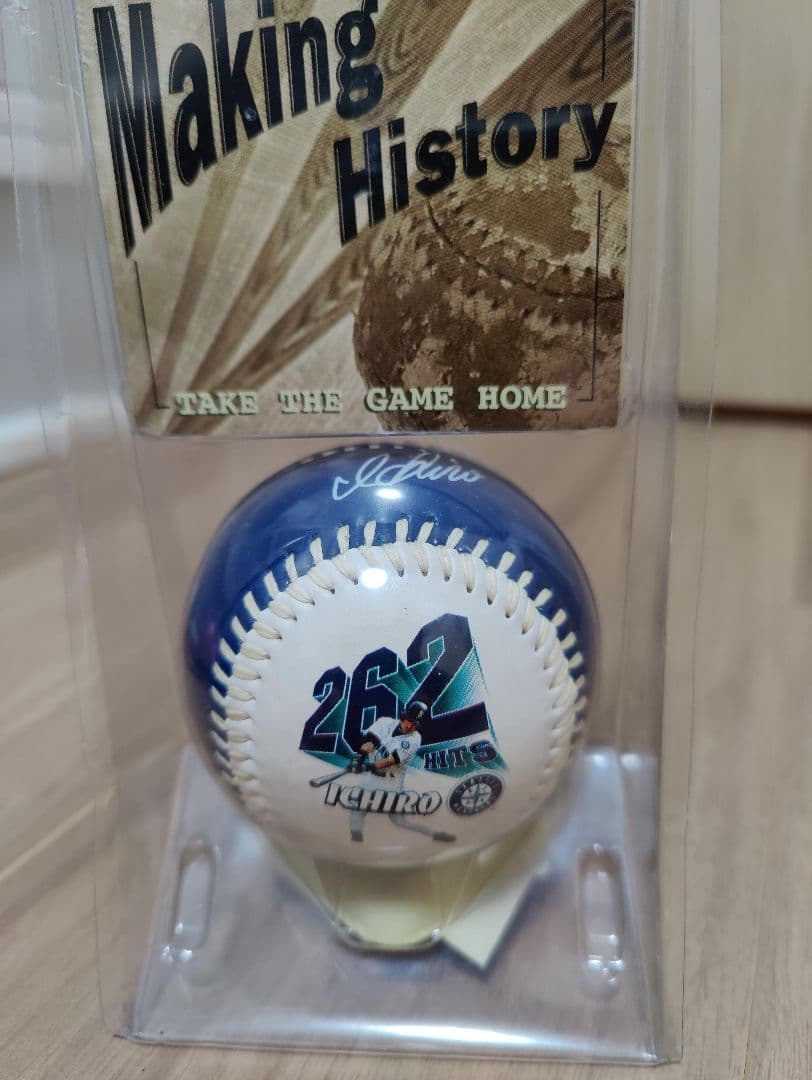 Making
History
TAKE THE GAME HOME
Ichiro
262
HITS
ICHIRO